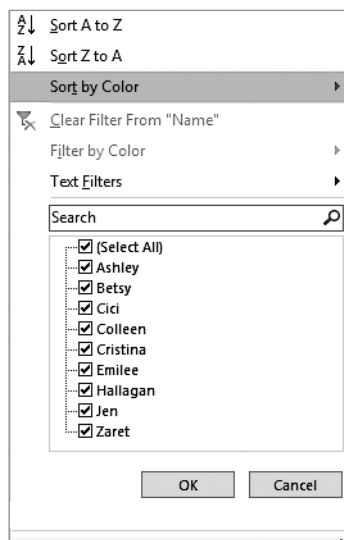 A
Z
Sort A to Z
Z
A
Sort Z to A
Sort by Color
Clear Filter From "Name"
Filter by Color
Text Filters
Search
(Select All)
Ashley
Betsy
Cici
Colleen
Cristina
Emilee
Hallagan
Jen
Zaret
OK Cancel